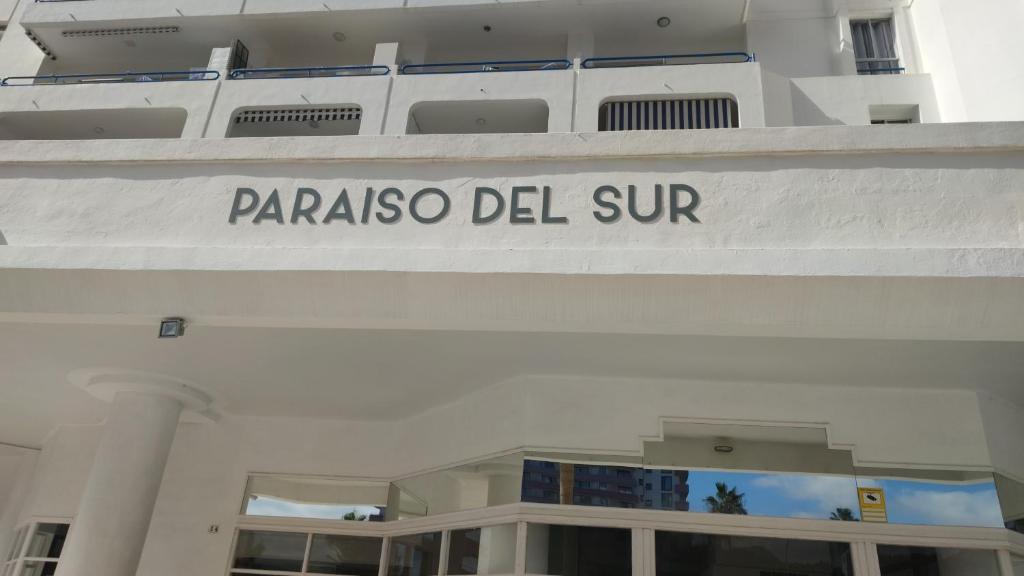 PARAISO DEL SUR